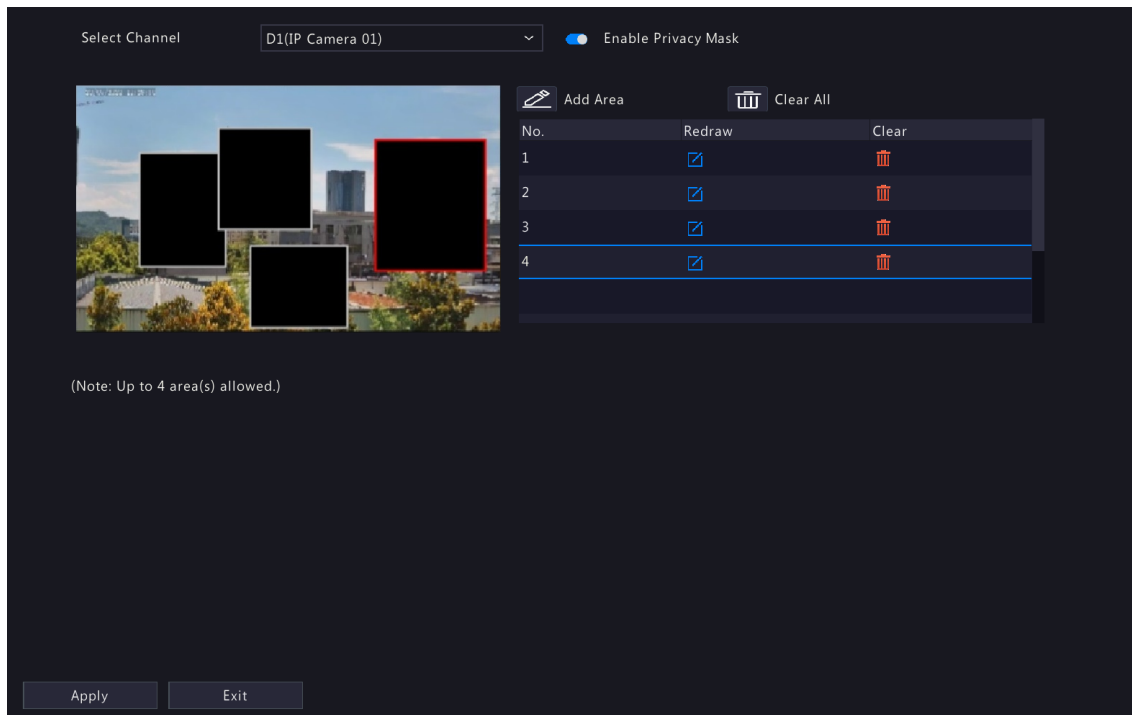 Select Channel D1(IP Camera 01) Enable Privacy Mask
Add Area Clear All
No. Redraw Clear
1
2
3
4
(Note: Up to 4 area(s) allowed.)
Apply Exit